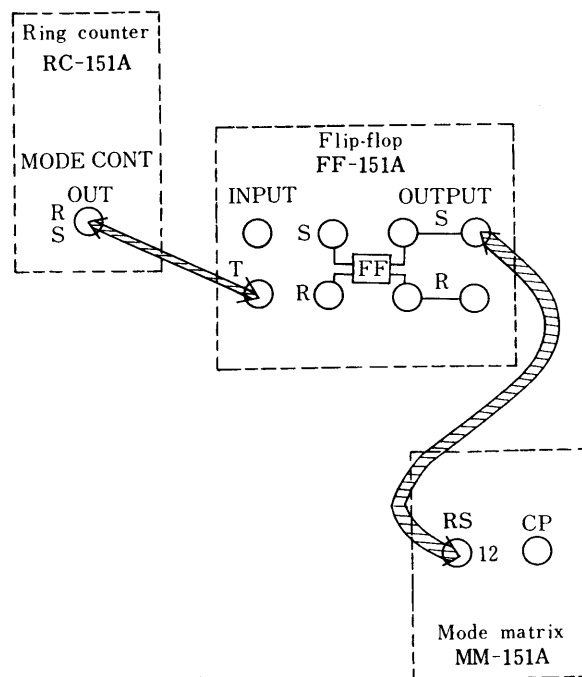 Ring counter
RC-151A
MODE CONT
OUT
R
S
Flip-flop
FF-151A
INPUT
OUTPUT
S
S
T
FF
R
R
RS
CP
12
Mode matrix
MM-151A